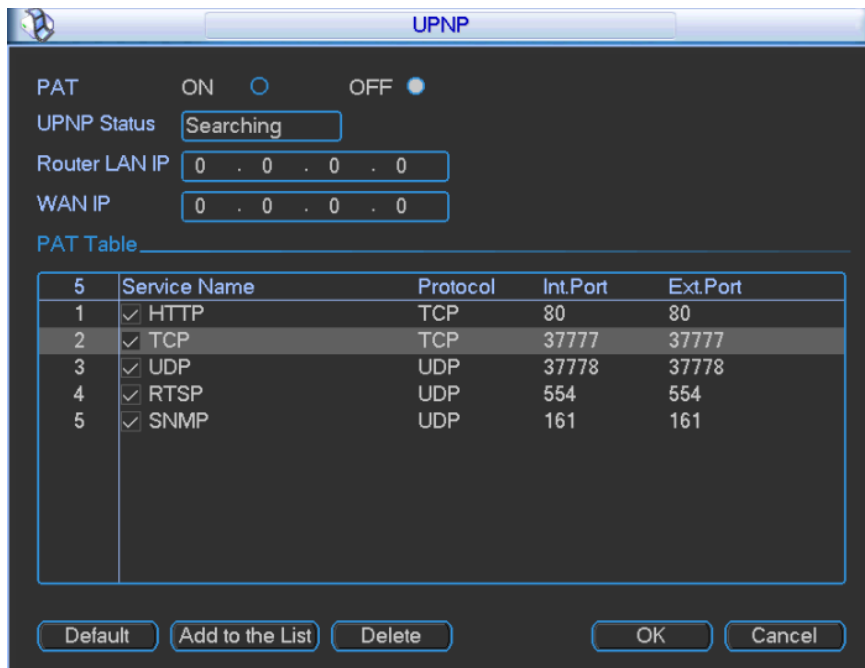 UPNP
PAT ON OFF
UPNP Status Searching
Router LAN IP 0 . 0 . 0 . 0
WAN IP 0 . 0 . 0 . 0
PAT Table
5 Service Name Protocol Int.Port Ext.Port
1 HTTP TCP 80 80
2 TCP TCP 37777 37777
3 UDP UDP 37778 37778
4 RTSP UDP 554 554
5 SNMP UDP 161 161
Default Add to the List Delete OK Cancel